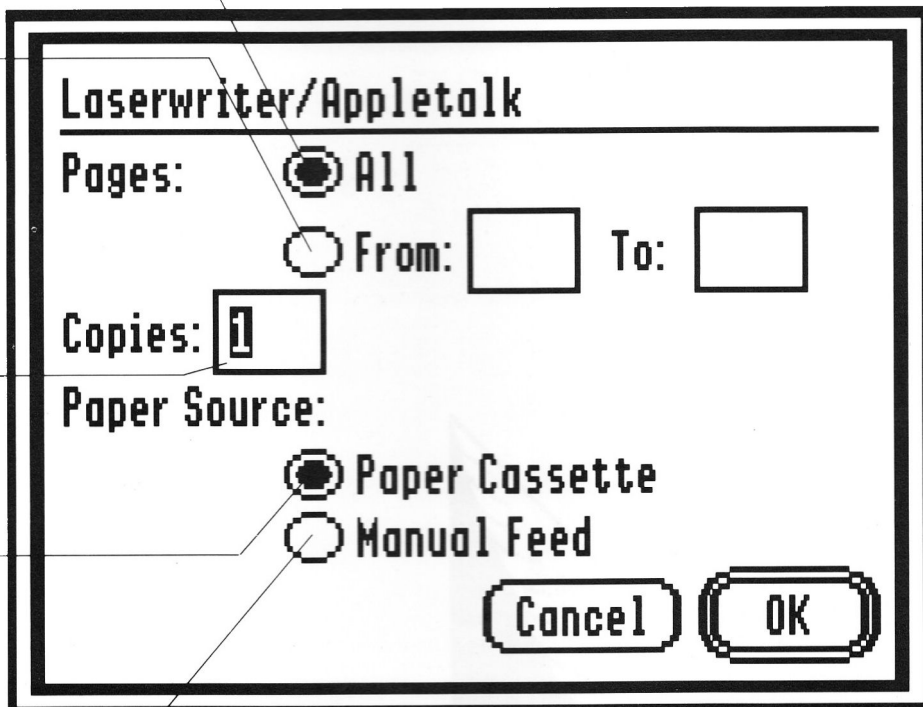 Laserwriter/Appletalk
Pages: All
From: To:
Copies: 1
Paper Source:
Paper Cassette
Manual Feed
Cancel OK